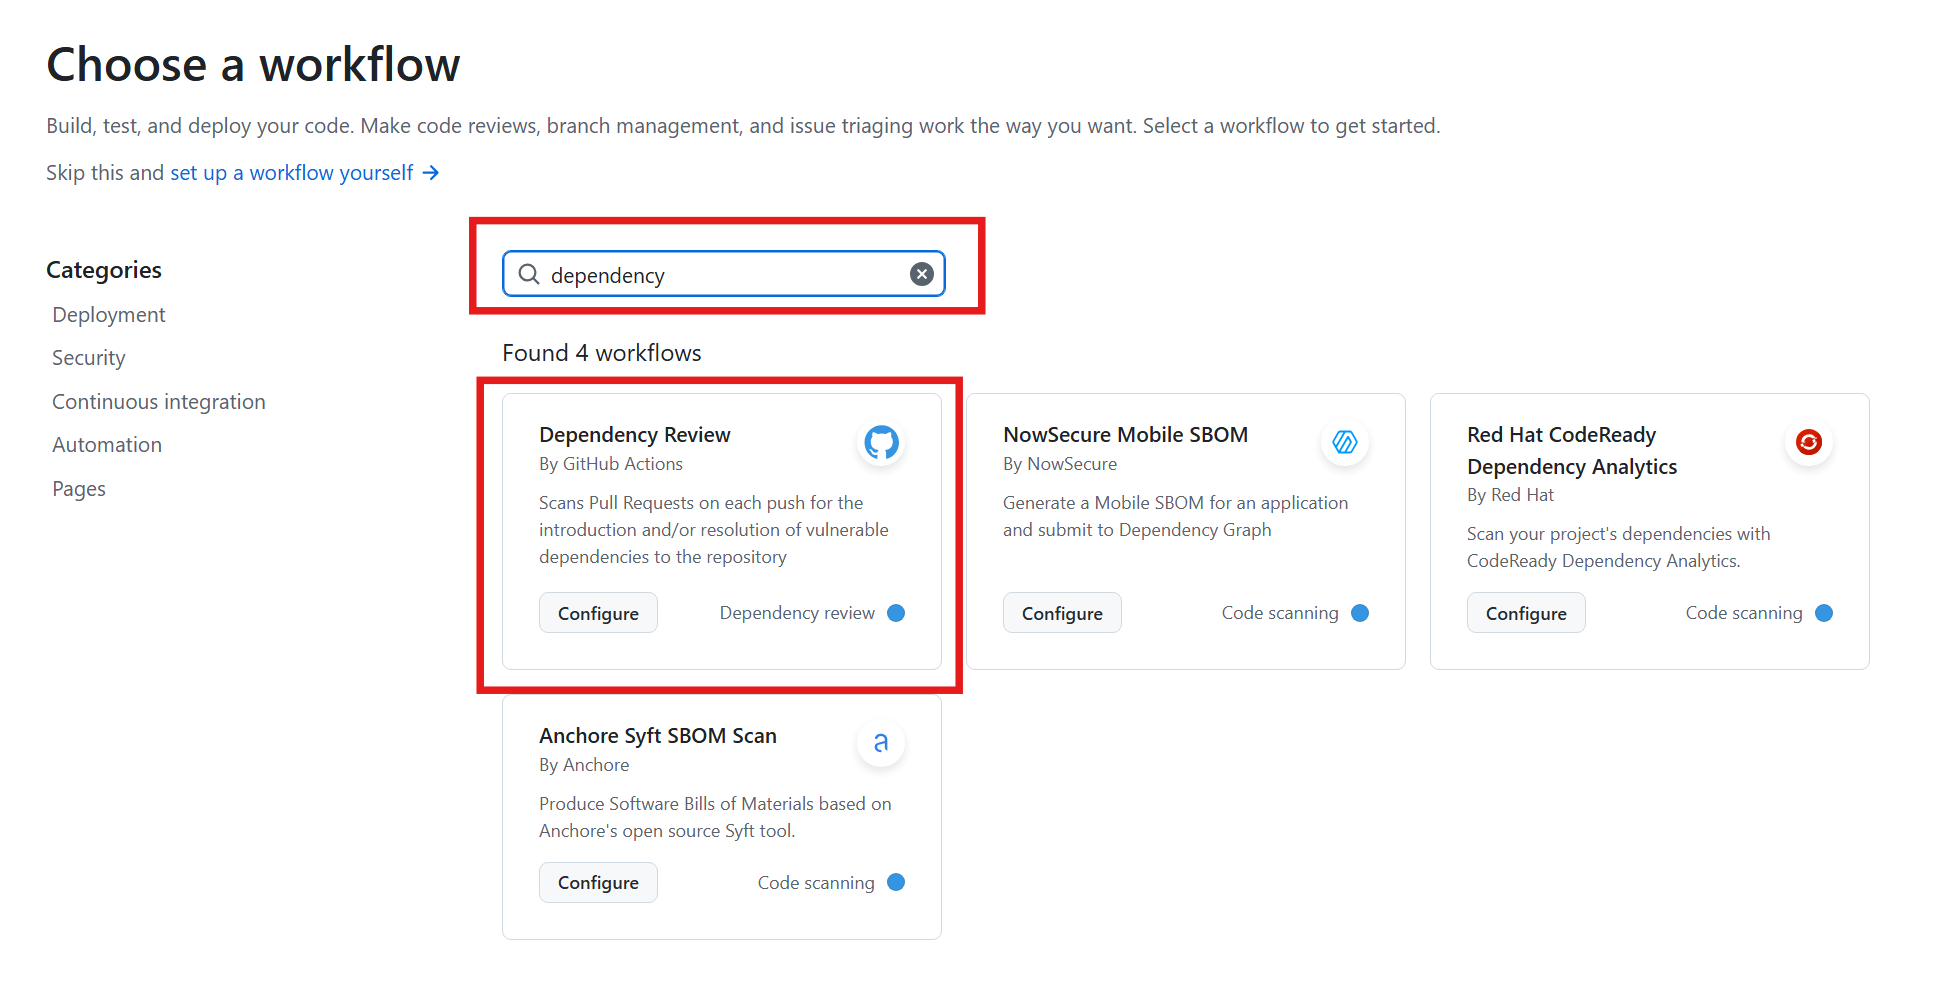 Choose a workflow
Build, test, and deploy your code. Make code reviews, branch management, and issue triaging work the way you want. Select a workflow to get started.
Skip this and set up a workflow yourself →
Categories
Deployment
Security
Continuous integration
Automation
Pages
dependency
Found 4 workflows
Dependency Review
By GitHub Actions
Scans Pull Requests on each push for the
introduction and/or resolution of vulnerable
dependencies to the repository
Configure
Dependency review
NowSecure Mobile SBOM
By NowSecure
Generate a Mobile SBOM for an application
and submit to Dependency Graph
Configure
Code scanning
Red Hat CodeReady
Dependency Analytics
By Red Hat
Scan your project's dependencies with
CodeReady Dependency Analytics.
Configure
Code scanning
Anchore Syft SBOM Scan
By Anchore
Produce Software Bills of Materials based on
Anchore's open source Syft tool.
Configure
Code scanning